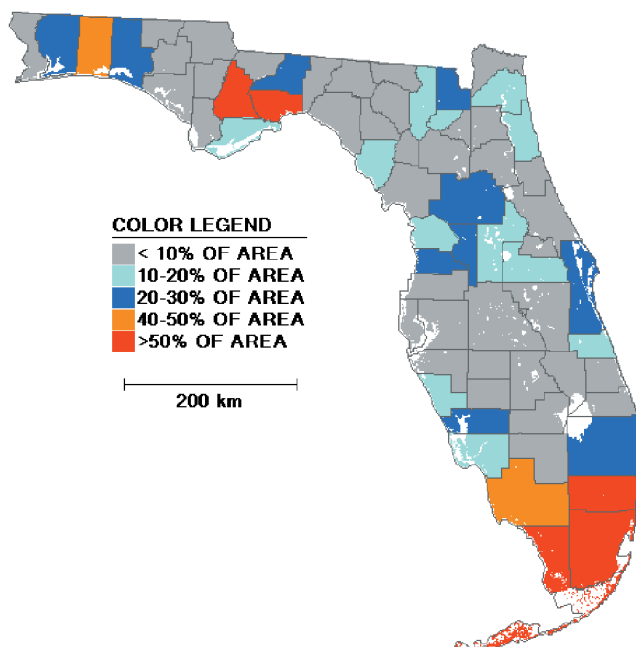 COLOR LEGEND
< 10% OF AREA
10-20% OF AREA
20-30% OF AREA
40-50% OF AREA
>50% OF AREA
200 km